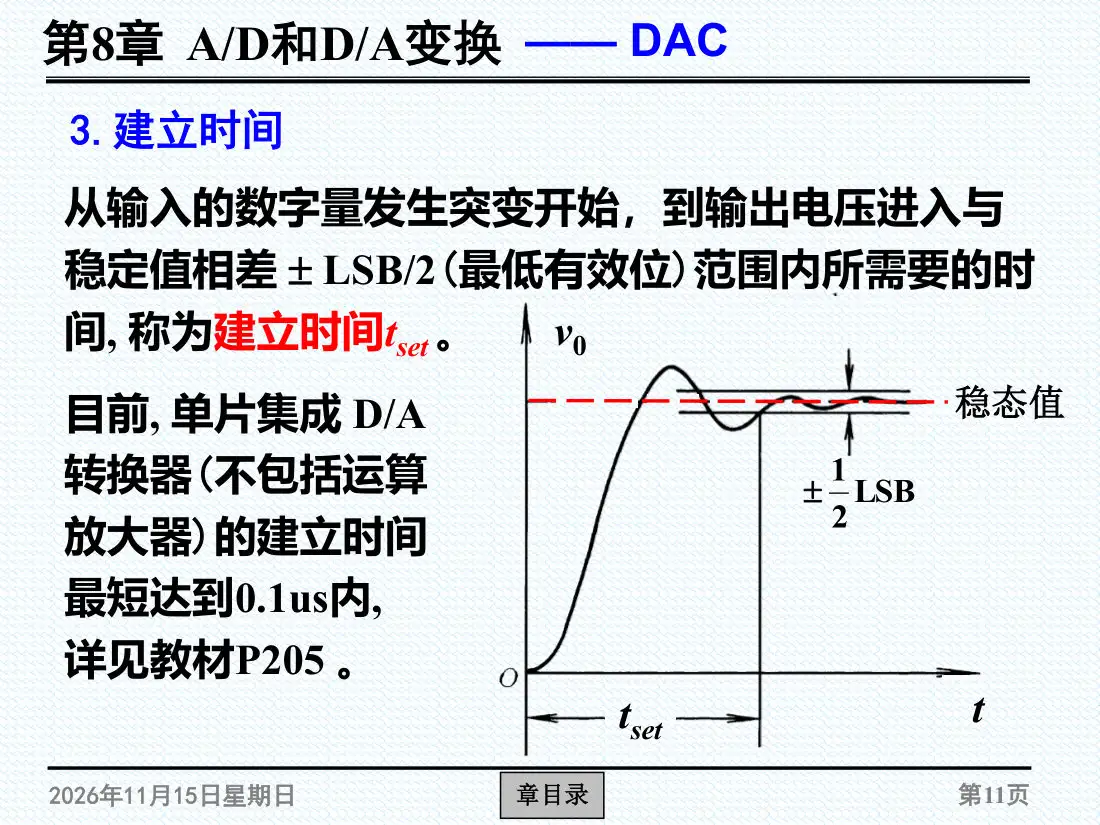 第8章 A/D和D/A变换 —— DAC
3.建立时间
从输入的数字量发生突变开始，到输出电压进入与
稳定值相差 ± LSB/2(最低有效位)范围内所需要的时
间, 称为建立时间tset 。
目前, 单片集成 D/A
转换器(不包括运算
放大器)的建立时间
最短达到0.1us内,
详见教材P205 。
v0
稳态值
±1/2 LSB
O
tset
t
2026年11月15日星期日
章目录
第11页